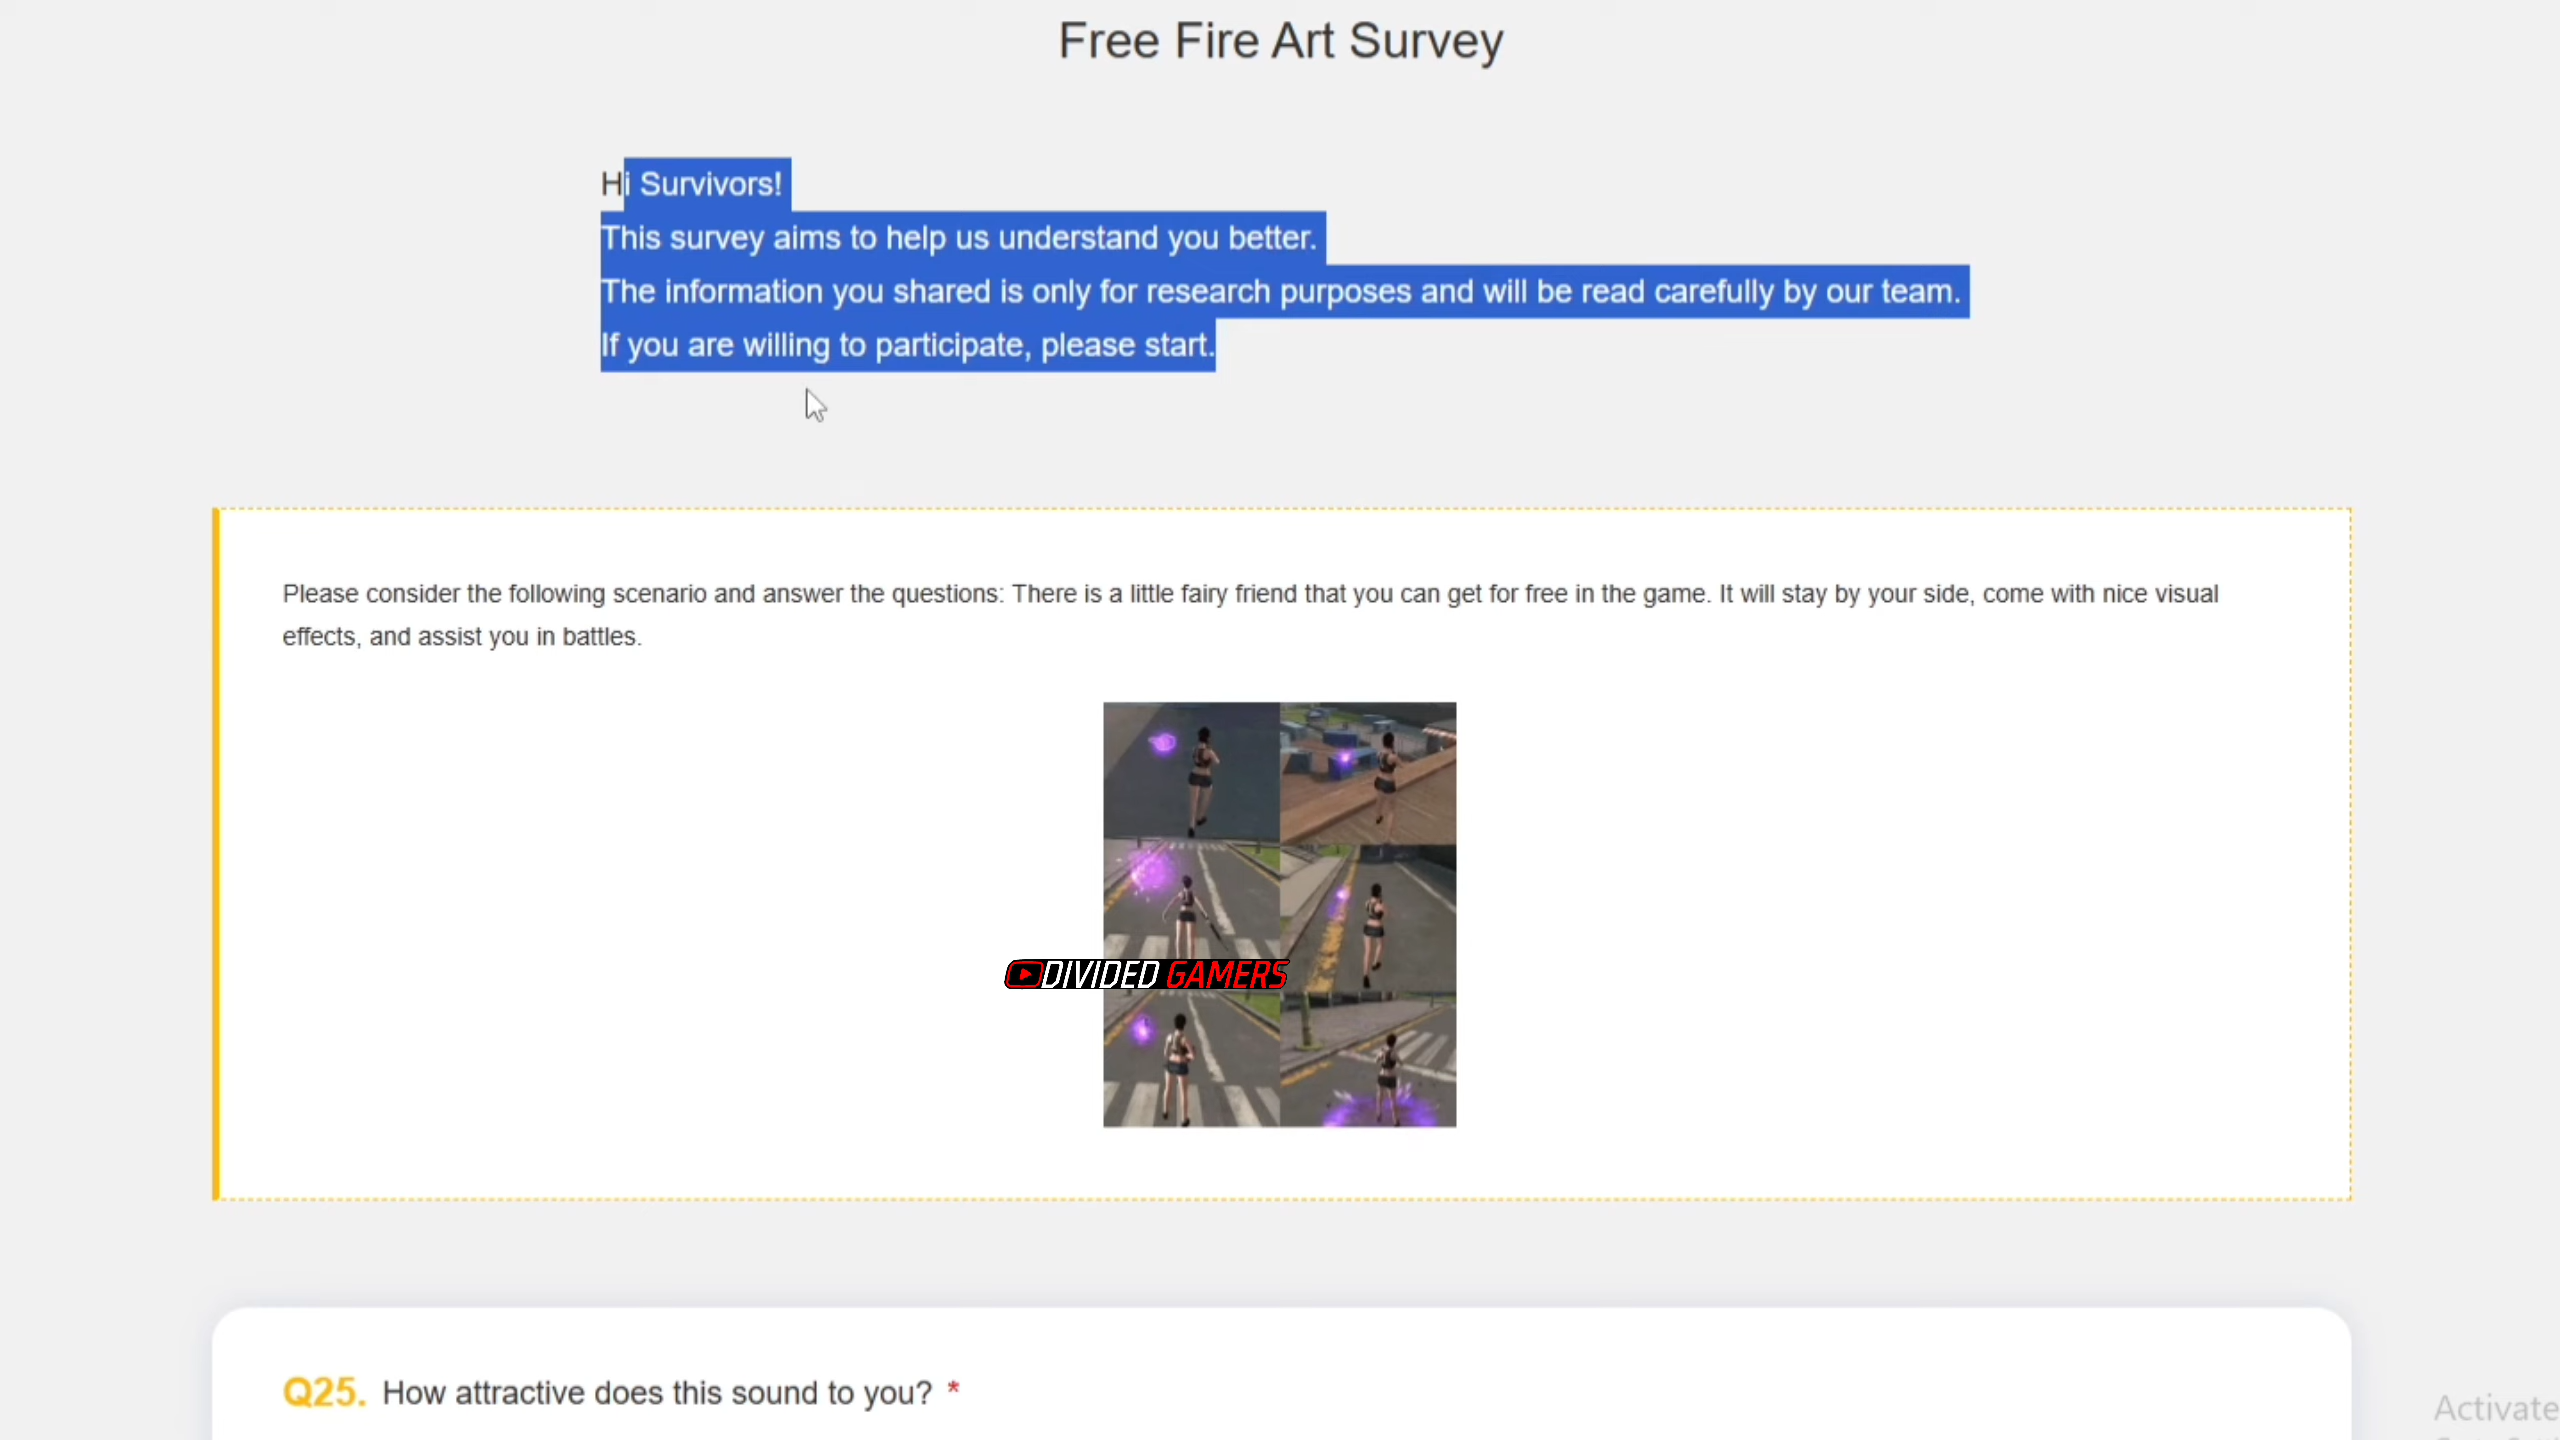 Free Fire Art Survey
Hi Survivors!
This survey aims to help us understand you better.
The information you shared is only for research purposes and will be read carefully by our team.
If you are willing to participate, please start.
Please consider the following scenario and answer the questions: There is a little fairy friend that you can get for free in the game. It will stay by your side, come with nice visual
effects, and assist you in battles.
DIVIDED GAMERS
Q25. How attractive does this sound to you? *
Activate